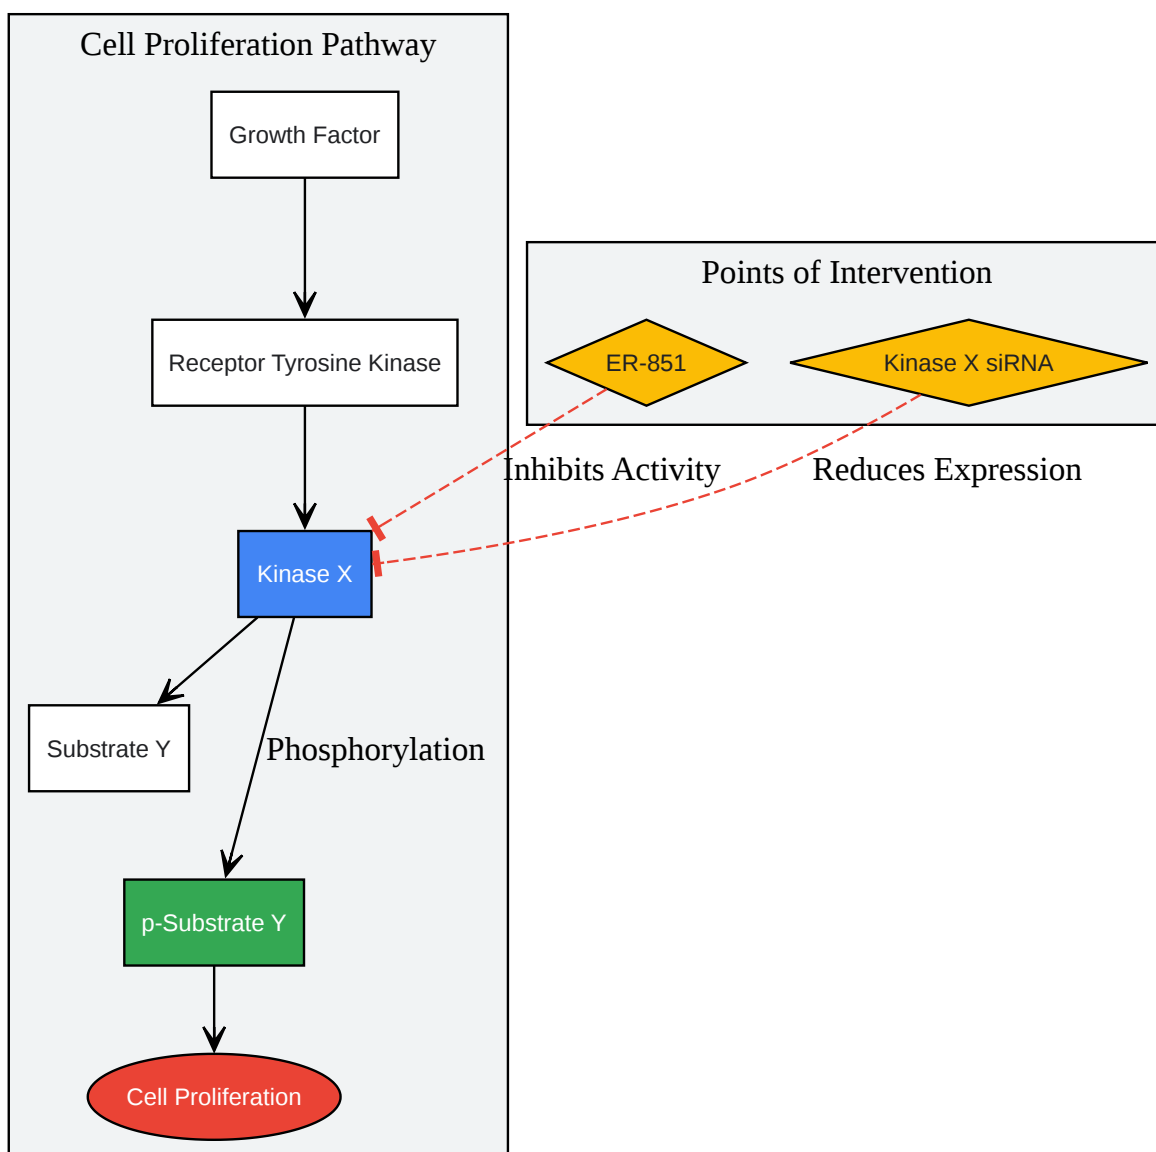 Cell Proliferation Pathway
Growth Factor
Points of Intervention
Receptor Tyrosine Kinase
ER-851
Kinase X siRNA
Inhibits Activity
Reduces Expression
Kinase X
Substrate Y
Phosphorylation
p-Substrate Y
Cell Proliferation